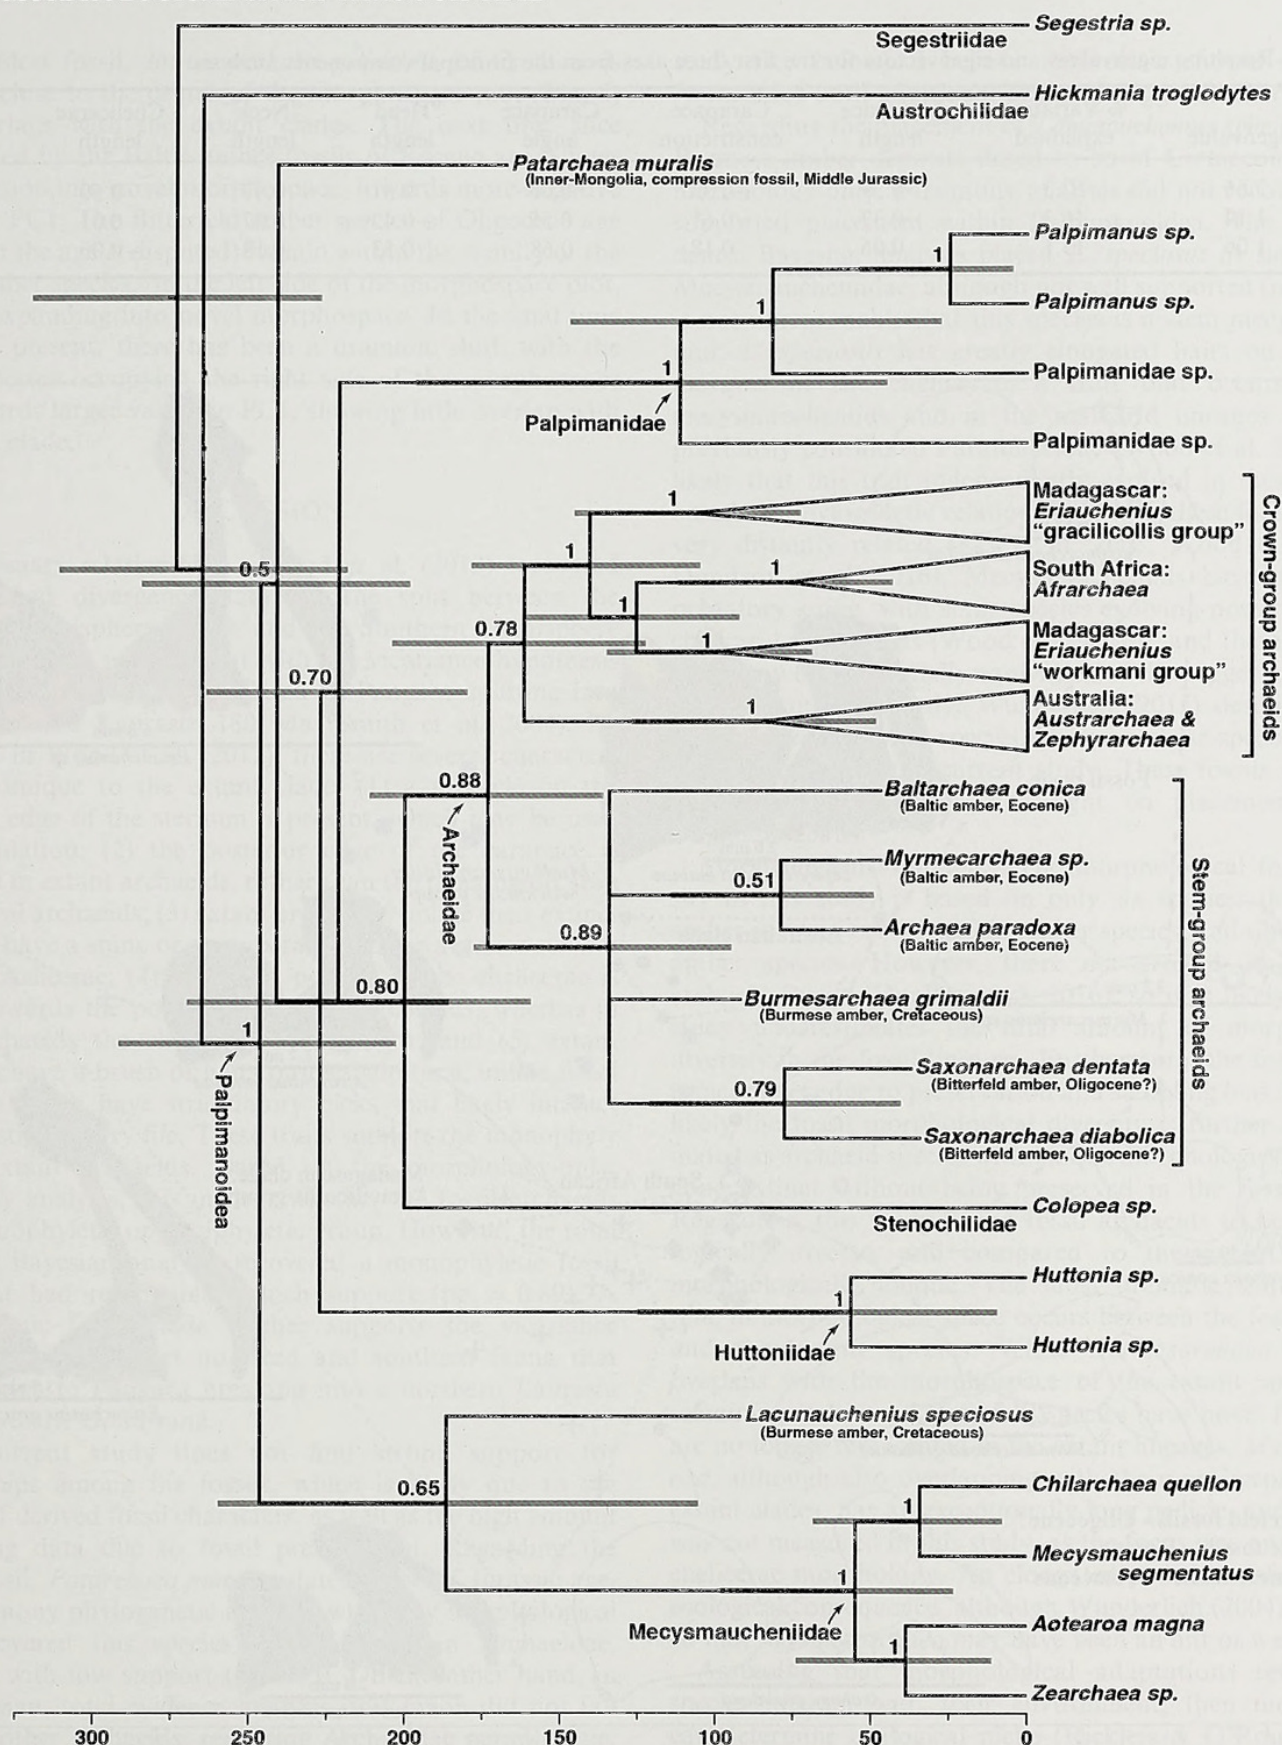 Segestria sp.
Segestriidae
Hickmania troglodytes
Austrochilidae
Patarchaea muralis
(Inner-Mongolia, compression fossil, Middle Jurassic)
Palpimanus sp.
1
Palpimanus sp.
1
Palpimanidae sp.
1
Palpimanidae
Palpimanidae sp.
Madagascar:
Eriauchenius
"gracilicollis group"
1
1
South Africa:
Afrarchaea
1
0.5
1
Madagascar:
Eriauchenius
"workmani group"
1
0.78
Australia:
Austrarchaea &
Zephyrarchaea
1
Crown-group archaeids
0.70
0.88
Archaeidae
Baltarchaea conica
(Baltic amber, Eocene)
Myrmecarchaea sp.
(Baltic amber, Eocene)
0.51
Archaea paradoxa
(Baltic amber, Eocene)
0.89
Burmesarchaea grimaldii
(Burmese amber, Cretaceous)
0.80
Saxonarchaea dentata
(Bitterfeld amber, Oligocene?)
0.79
Saxonarchaea diabolica
(Bitterfeld amber, Oligocene?)
Stem-group archaeids
1
Palpimanoidea
Colopea sp.
Stenochilidae
Huttonia sp.
1
Huttoniidae
Huttonia sp.
Lacunauchenius speciosus
(Burmese amber, Cretaceous)
0.65
Chilarchaea quellon
1
Mecysmauchenius
segmentatus
1
Mecysmaucheniidae
Aotearoa magna
1
Zearchaea sp.
300 250 200 150 100 50 0